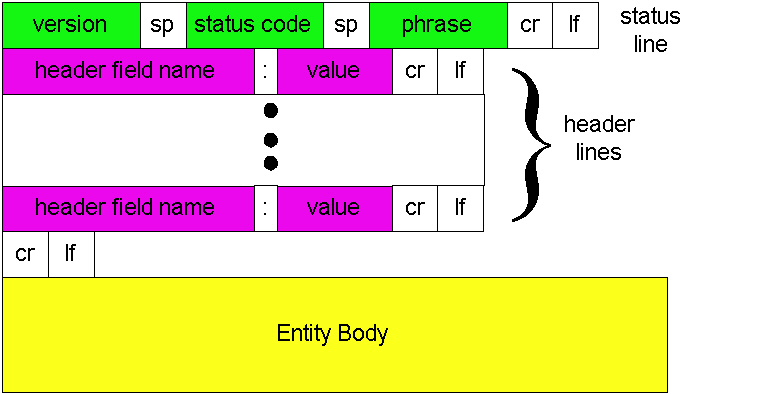 version sp status code sp phrase cr lf status
line
header field name : value cr lf
header
lines
header field name : value cr lf
cr lf
Entity Body